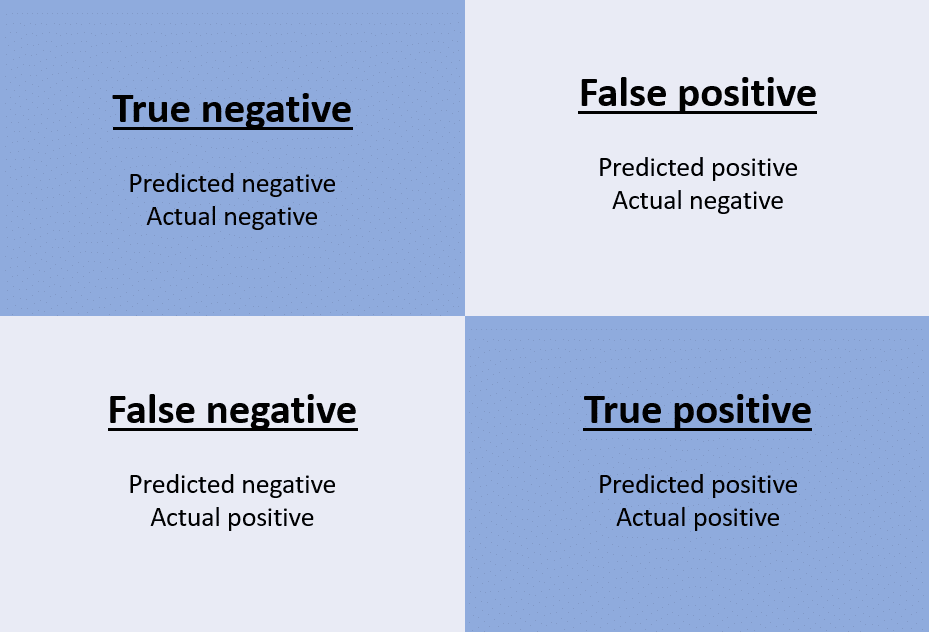 True negative
Predicted negative
Actual negative
False positive
Predicted positive
Actual negative
False negative
Predicted negative
Actual positive
True positive
Predicted positive
Actual positive